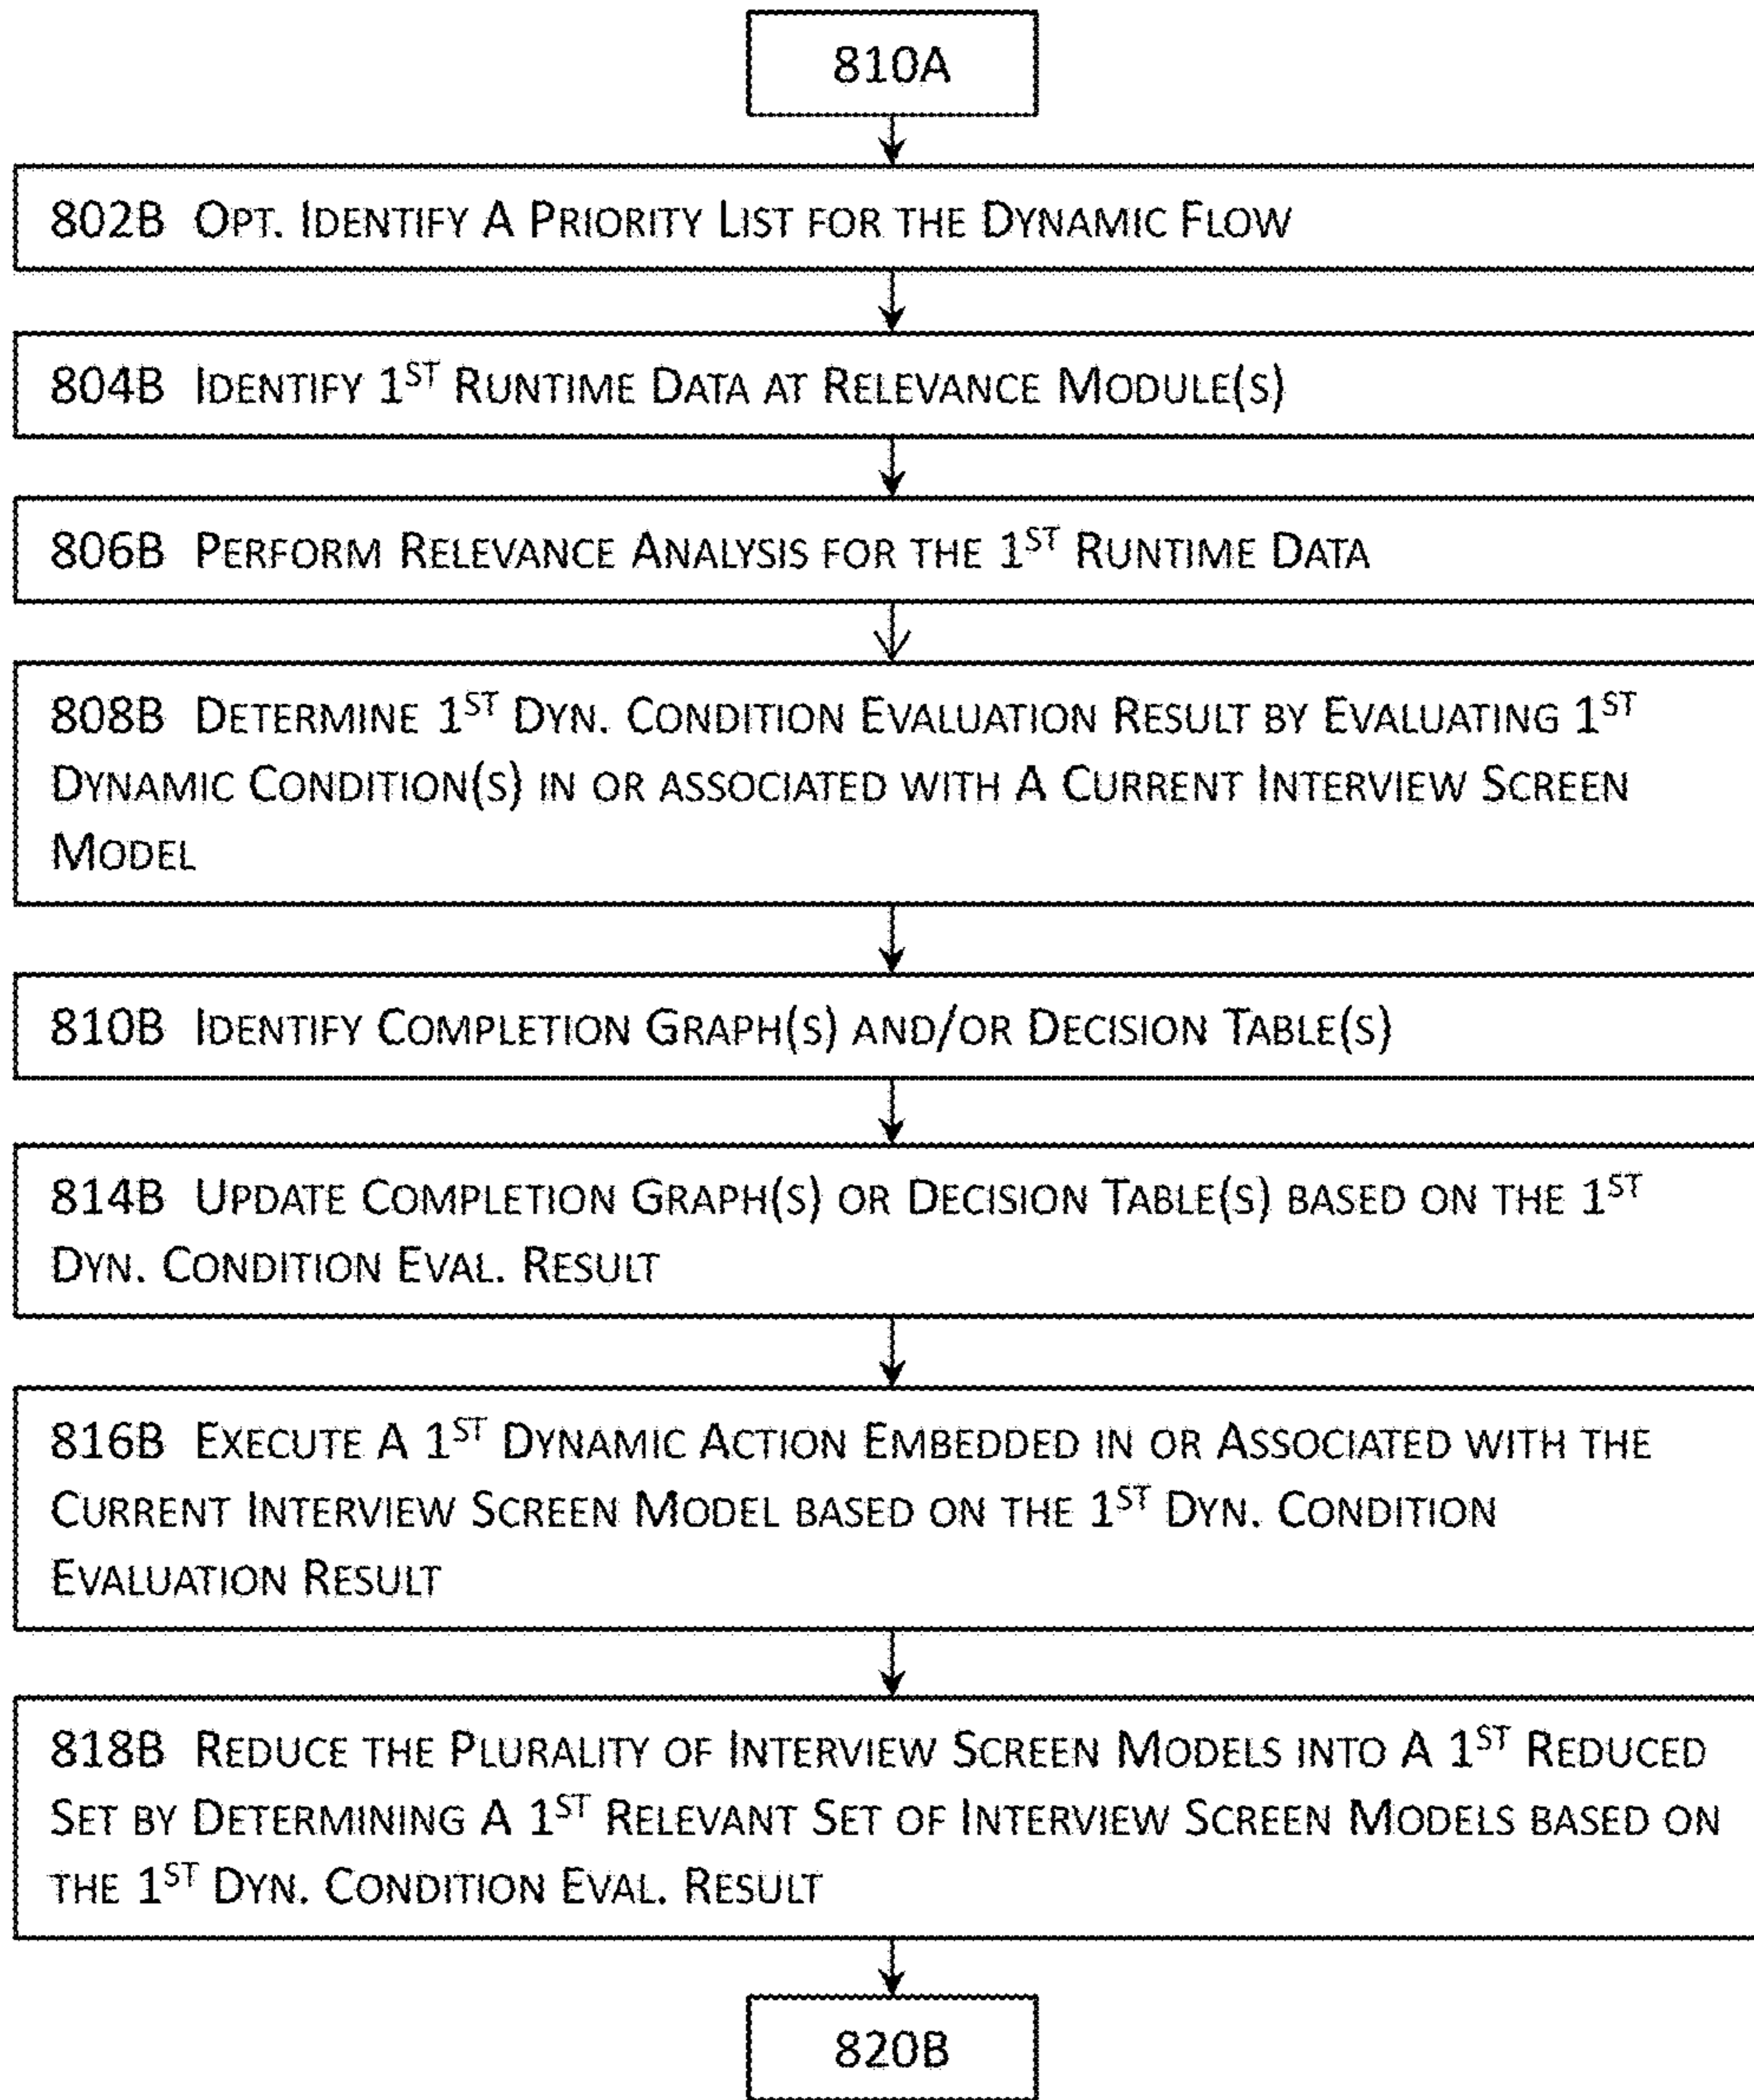 810A
802B OPT. IDENTIFY A PRIORITY LIST FOR THE DYNAMIC FLOW
804B IDENTIFY 1ST RUNTIME DATA AT RELEVANCE MODULE(S)
806B PERFORM RELEVANCE ANALYSIS FOR THE 1ST RUNTIME DATA
808B DETERMINE 1ST DYN. CONDITION EVALUATION RESULT BY EVALUATING 1ST
DYNAMIC CONDITION(S) IN OR ASSOCIATED WITH A CURRENT INTERVIEW SCREEN
MODEL
810B IDENTIFY COMPLETION GRAPH(S) AND/OR DECISION TABLE(S)
814B UPDATE COMPLETION GRAPH(S) OR DECISION TABLE(S) BASED ON THE 1ST
DYN. CONDITION EVAL. RESULT
816B EXECUTE A 1ST DYNAMIC ACTION EMBEDDED IN OR ASSOCIATED WITH THE
CURRENT INTERVIEW SCREEN MODEL BASED ON THE 1ST DYN. CONDITION
EVALUATION RESULT
818B REDUCE THE PLURALITY OF INTERVIEW SCREEN MODELS INTO A 1ST REDUCED
SET BY DETERMINING A 1ST RELEVANT SET OF INTERVIEW SCREEN MODELS BASED ON
THE 1ST DYN. CONDITION EVAL. RESULT
820B